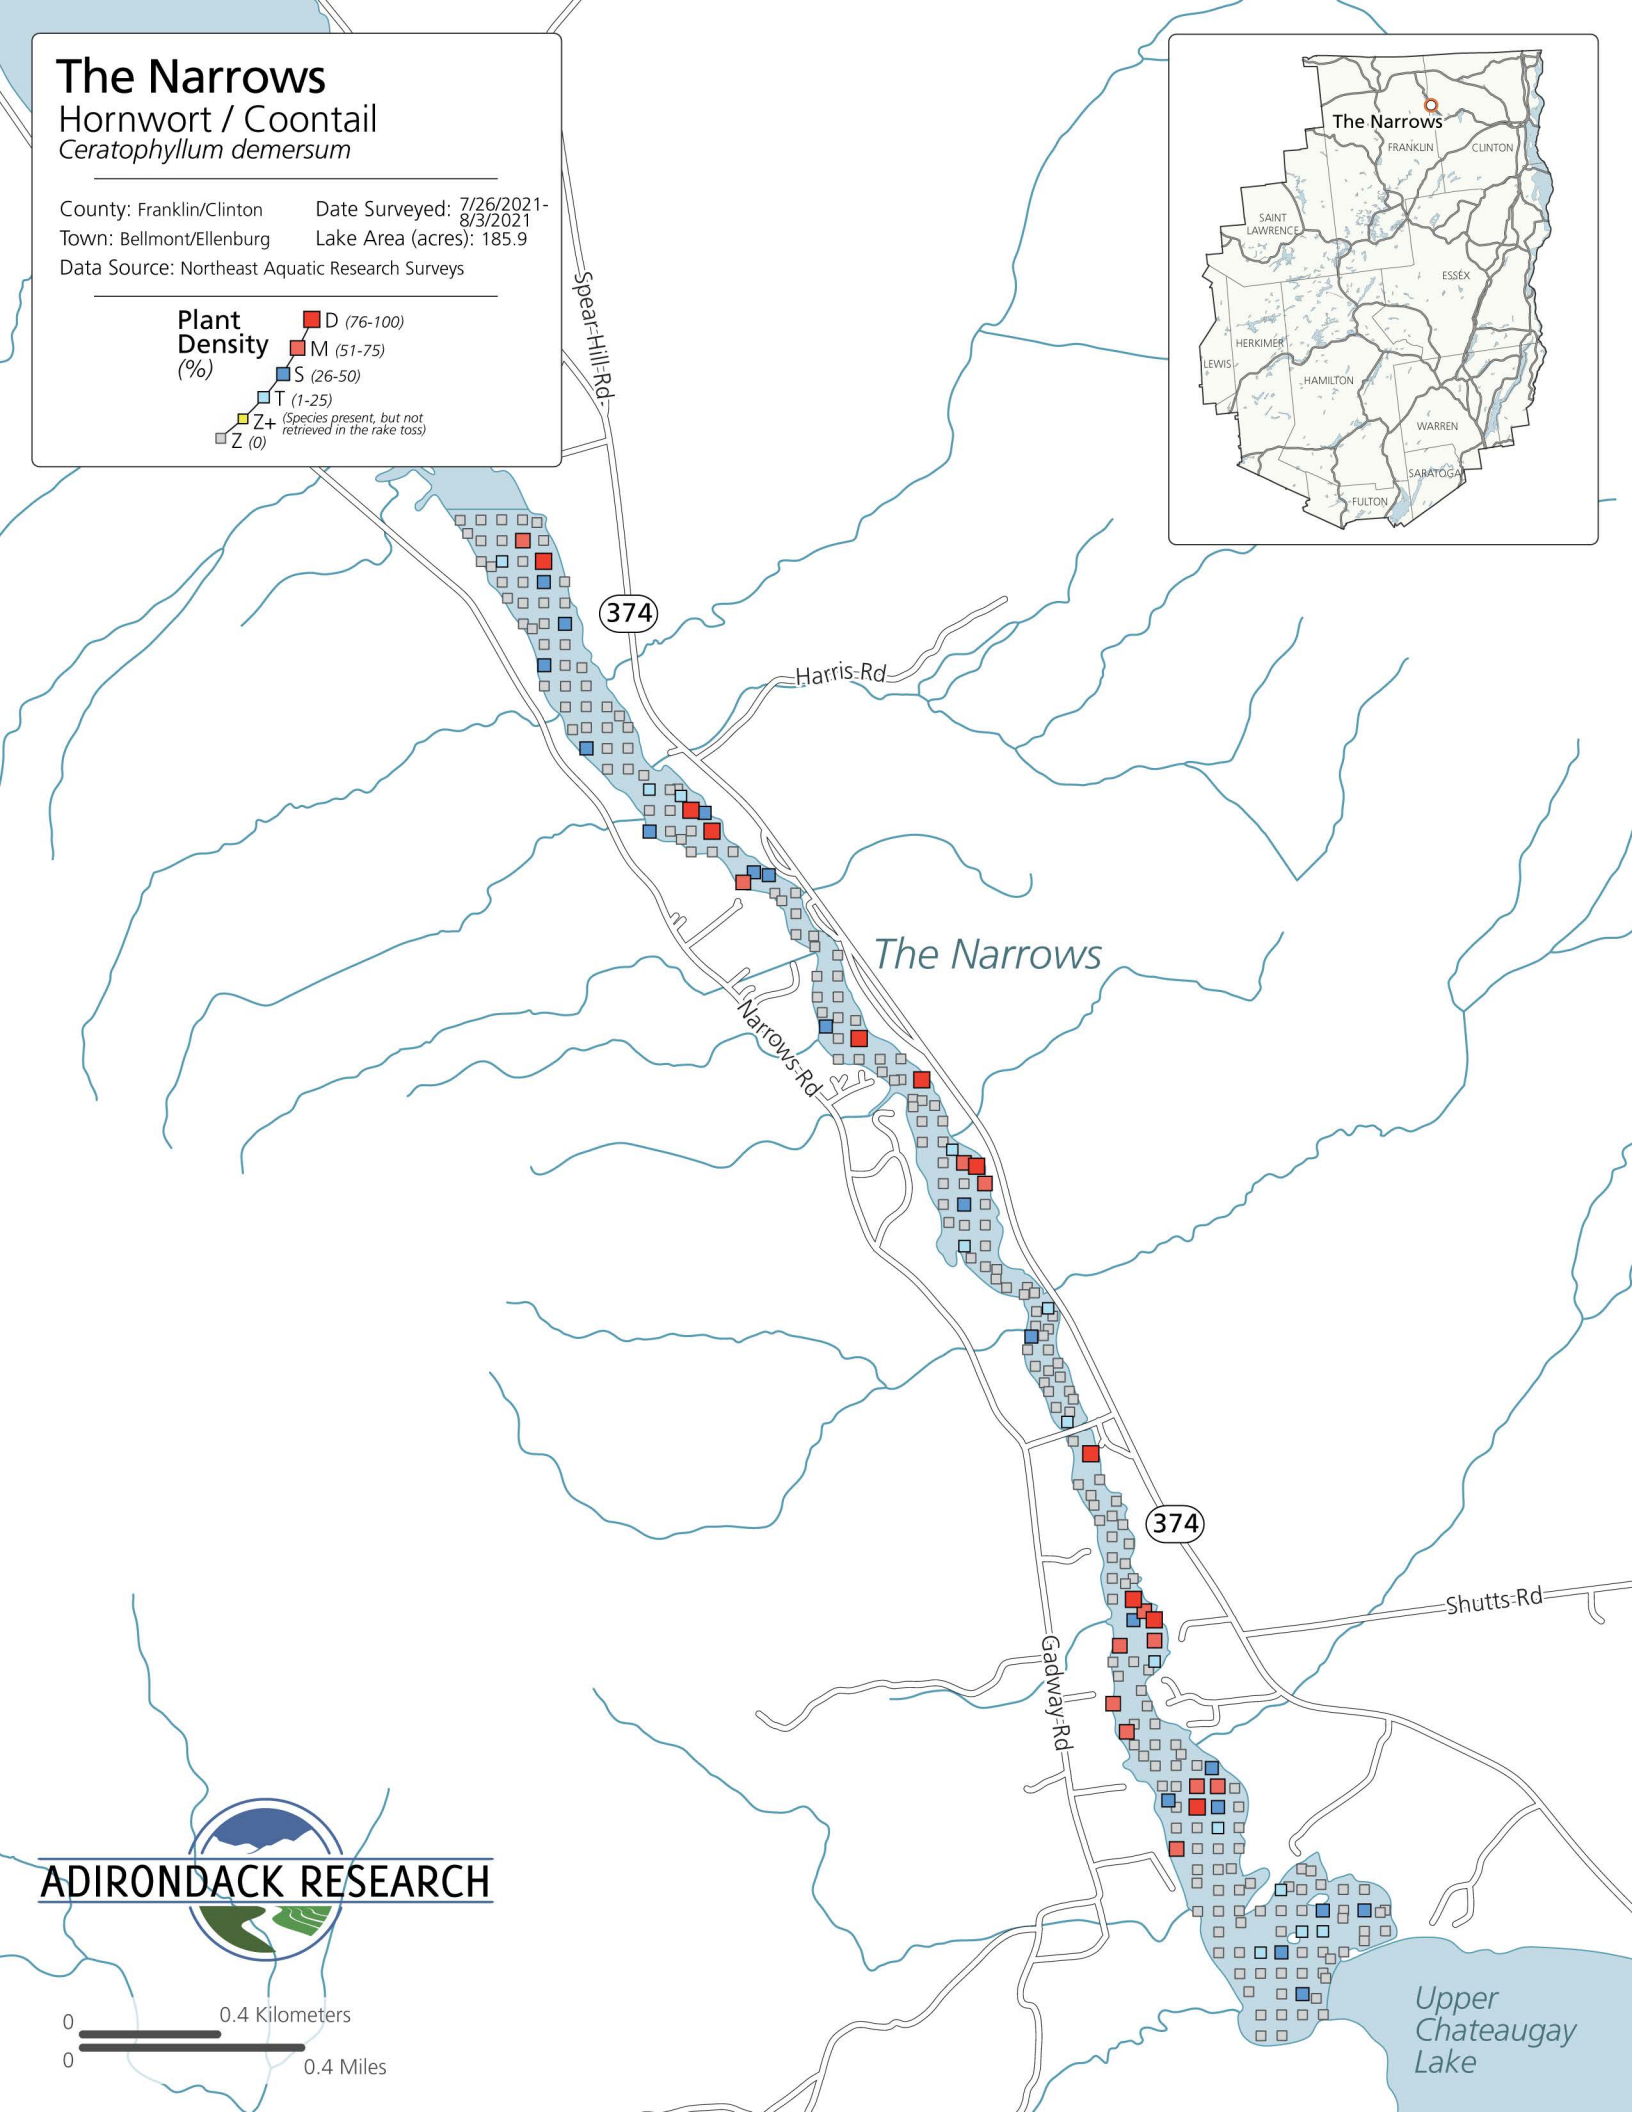 The Narrows
Hornwort / Coontail
Ceratophyllum demersum
County: Franklin/Clinton
Date Surveyed: 7/26/2021-
8/3/2021
Town: Bellmont/Ellenburg
Lake Area (acres): 185.9
Data Source: Northeast Aquatic Research Surveys
Plant
Density
(%)
D (76-100)
M (51-75)
S (26-50)
T (1-25)
Z+ (Species present, but not
retrieved in the rake toss)
Z (0)
The Narrows
FRANKLIN
CLINTON
SAINT
LAWRENCE
ESSEX
HERKIMER
LEWIS
HAMILTON
WARREN
SARATOGA
FULTON
Spear-Hill-Rd
374
Harris-Rd
The Narrows
Narrows-Rd
374
Shutts-Rd
Gadway-Rd
ADIRONDACK RESEARCH
0
0.4 Kilometers
0
0.4 Miles
Upper
Chateaugay
Lake